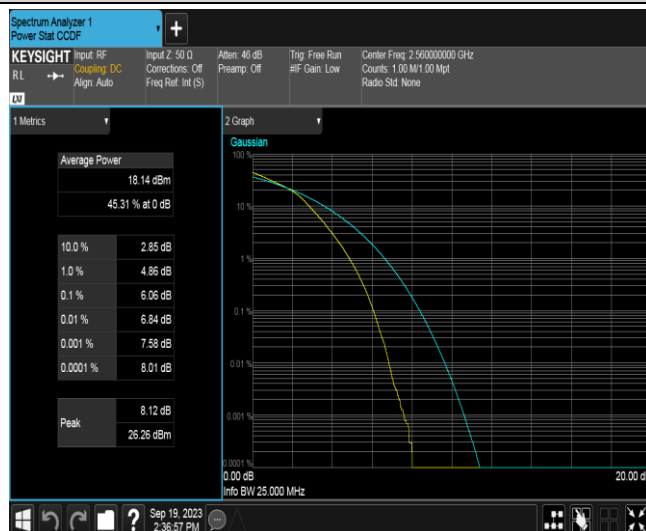 Spectrum Analyzer 1
Power Stat CCDF
KEYSIGHT
RL
LXI
Input: RF
Coupling: DC
Align: Auto
Input Z: 50 Ω
Corrections: Off
Freq Ref: Int (S)
Atten: 46 dB
Preamp: Off
Trig: Free Run
#IF Gain: Low
Center Freq: 2.560000000 GHz
Counts: 1.00 M/1.00 Mpt
Radio Std: None
1 Metrics
Average Power
18.14 dBm
45.31 % at 0 dB
10.0 % 2.85 dB
1.0 % 4.86 dB
0.1 % 6.06 dB
0.01 % 6.84 dB
0.001 % 7.58 dB
0.0001 % 8.01 dB
Peak
8.12 dB
26.26 dBm
2 Graph
Gaussian
100 %
10 %
1 %
0.1 %
0.01 %
0.001 %
0.0001 %
0.00 dB 20.00 dB
Info BW 25.000 MHz
Sep 19, 2023
2:36:57 PM